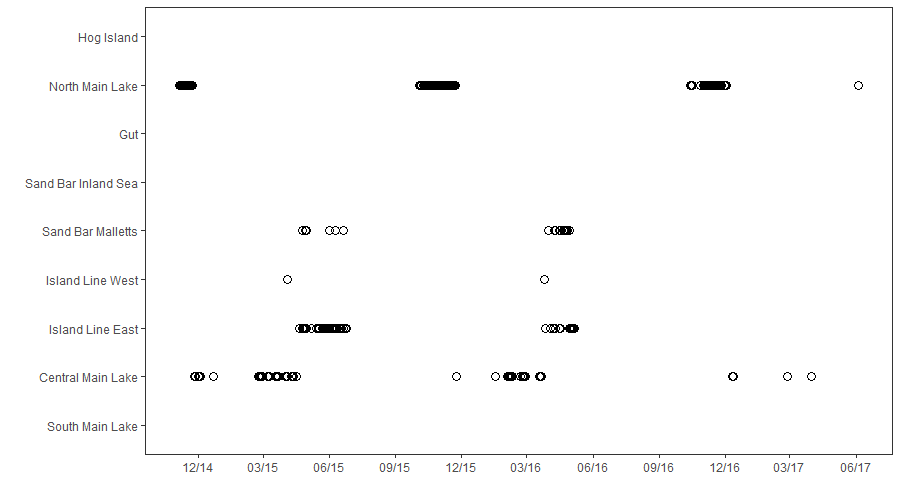 Hog Island
North Main Lake
Gut
Sand Bar Inland Sea
Sand Bar Malletts
Island Line West
Island Line East
Central Main Lake
South Main Lake
12/14 03/15 06/15 09/15 12/15 03/16 06/16 09/16 12/16 03/17 06/17